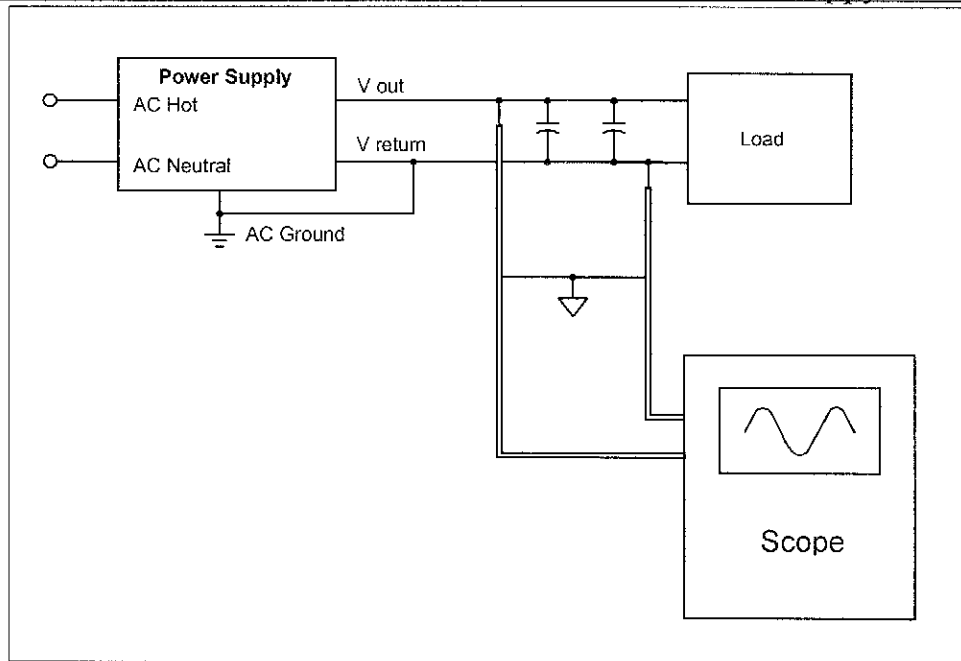 Power Supply
AC Hot
AC Neutral
V out
V return
AC Ground
Load
Scope